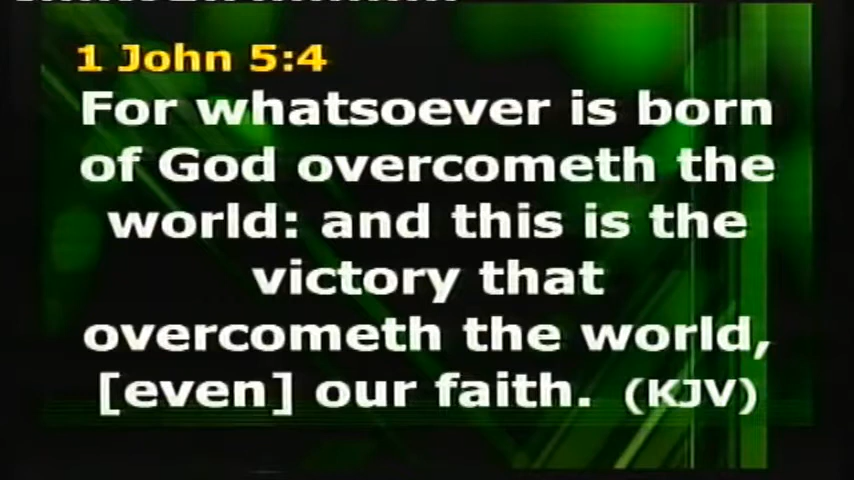 1 John 5:4
For whatsoever is born
of God overcometh the
world: and this is the
victory that
overcometh the world,
[even] our faith. (KJV)